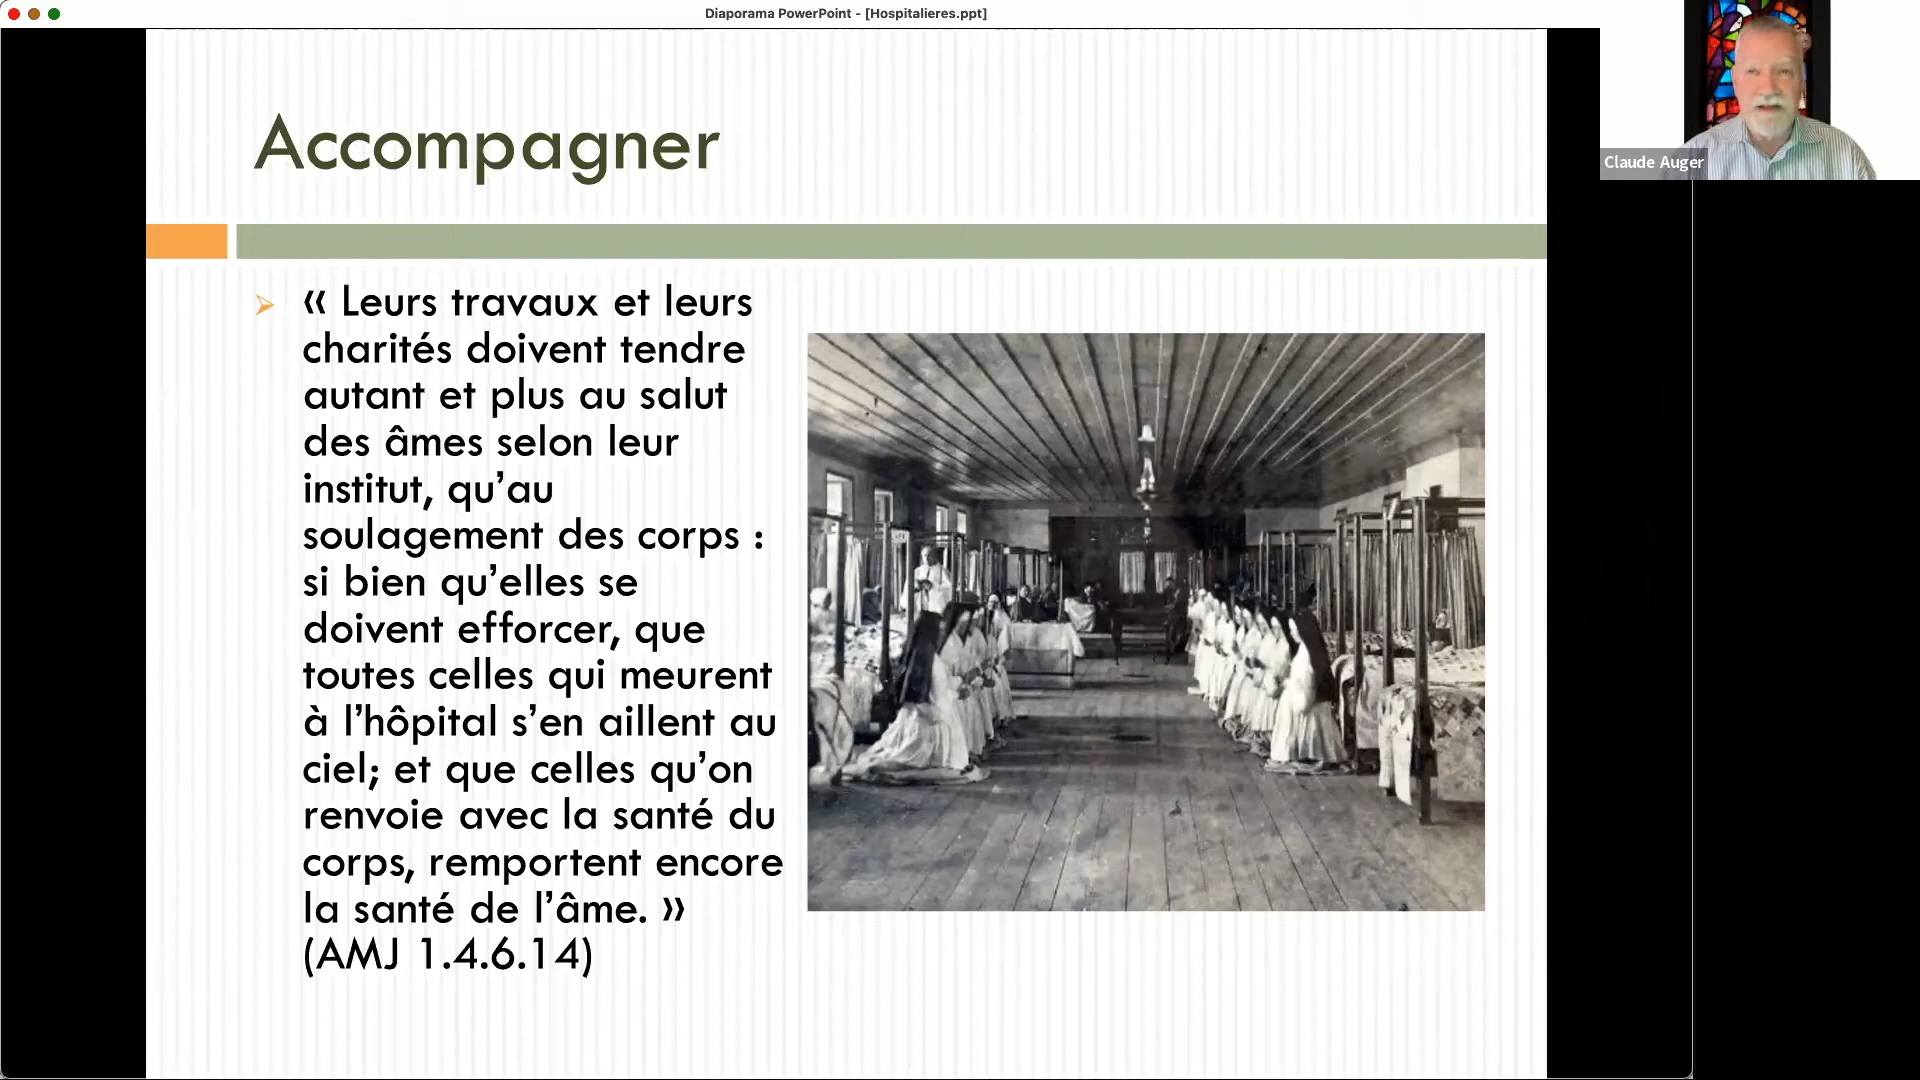 Diaporama PowerPoint - [Hospitalieres.ppt]
Claude Auger
Accompagner
« Leurs travaux et leurs
charités doivent tendre
autant et plus au salut
des âmes selon leur
institut, qu’au
soulagement des corps :
si bien qu’elles se
doivent efforcer, que
toutes celles qui meurent
à l’hôpital s’en aillent au
ciel; et que celles qu’on
renvoie avec la santé du
corps, remportent encore
la santé de l’âme. »
(AMJ 1.4.6.14)